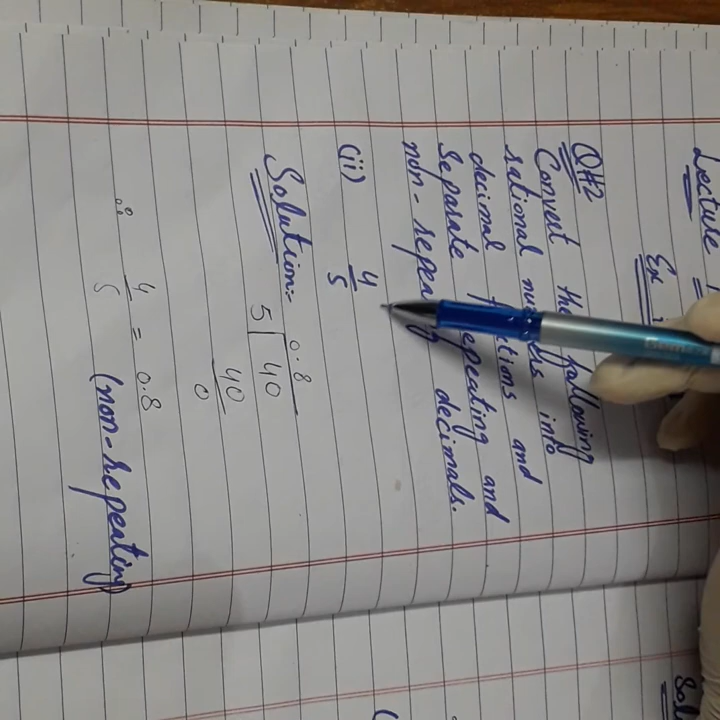 Lecture
Ex
Q#2
Convert the following
rational numbers into
decimal fractions and
Separate repeating and
non-repeating decimals.
(ii) 4/5
Solution:-
0.8
5 40
40
0
∴ 4/5 = 0.8
(non-repeating)
Sol